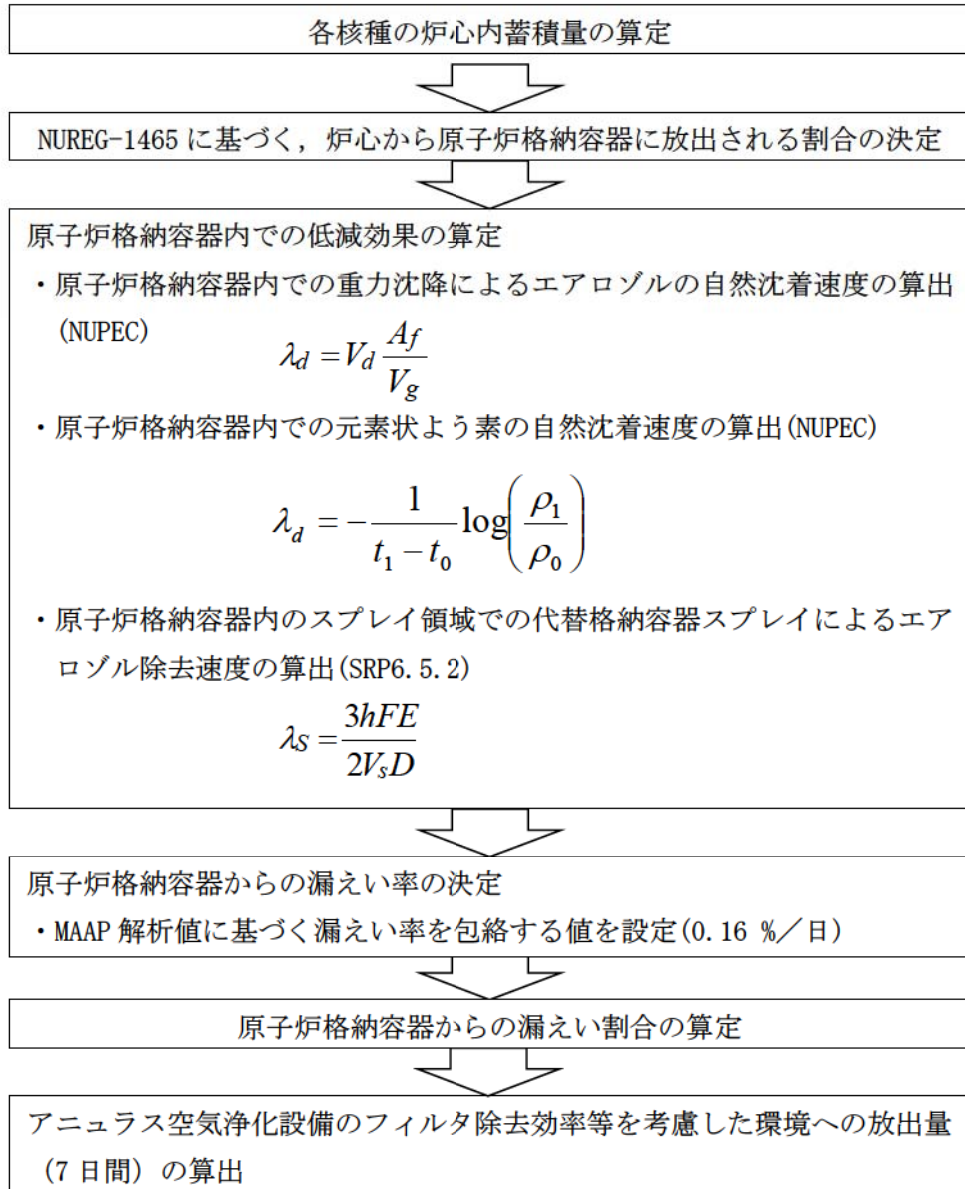 各核種の炉心内蓄積量の算定
NUREG-1465 に基づく，炉心から原子炉格納容器に放出される割合の決定
原子炉格納容器内での低減効果の算定
・原子炉格納容器内での重力沈降によるエアロゾルの自然沈着速度の算出
(NUPEC)
λ_d = V_d A_f / V_g
・原子炉格納容器内での元素状よう素の自然沈着速度の算出(NUPEC)
λ_d = − 1 / (t_1 − t_0) log(ρ_1 / ρ_0)
・原子炉格納容器内のスプレイ領域での代替格納容器スプレイによるエア
ロゾル除去速度の算出(SRP6.5.2)
λ_S = 3hFE / 2V_sD
原子炉格納容器からの漏えい率の決定
・MAAP 解析値に基づく漏えい率を包絡する値を設定(0.16 %／日)
原子炉格納容器からの漏えい割合の算定
アニュラス空気浄化設備のフィルタ除去効率等を考慮した環境への放出量
（7 日間）の算出